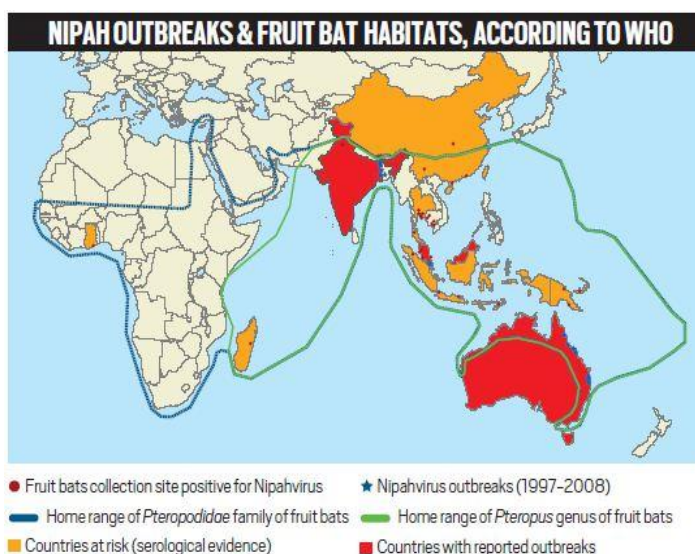 NIPAH OUTBREAKS & FRUIT BAT HABITATS, ACCORDING TO WHO
Fruit bats collection site positive for Nipahvirus
Nipahvirus outbreaks (1997–2008)
Home range of Pteropodidae family of fruit bats
Home range of Pteropus genus of fruit bats
Countries at risk (serological evidence)
Countries with reported outbreaks